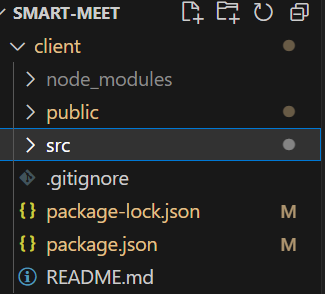 SMART-MEET
client
node_modules
public
src
.gitignore
package-lock.json M
package.json M
README.md